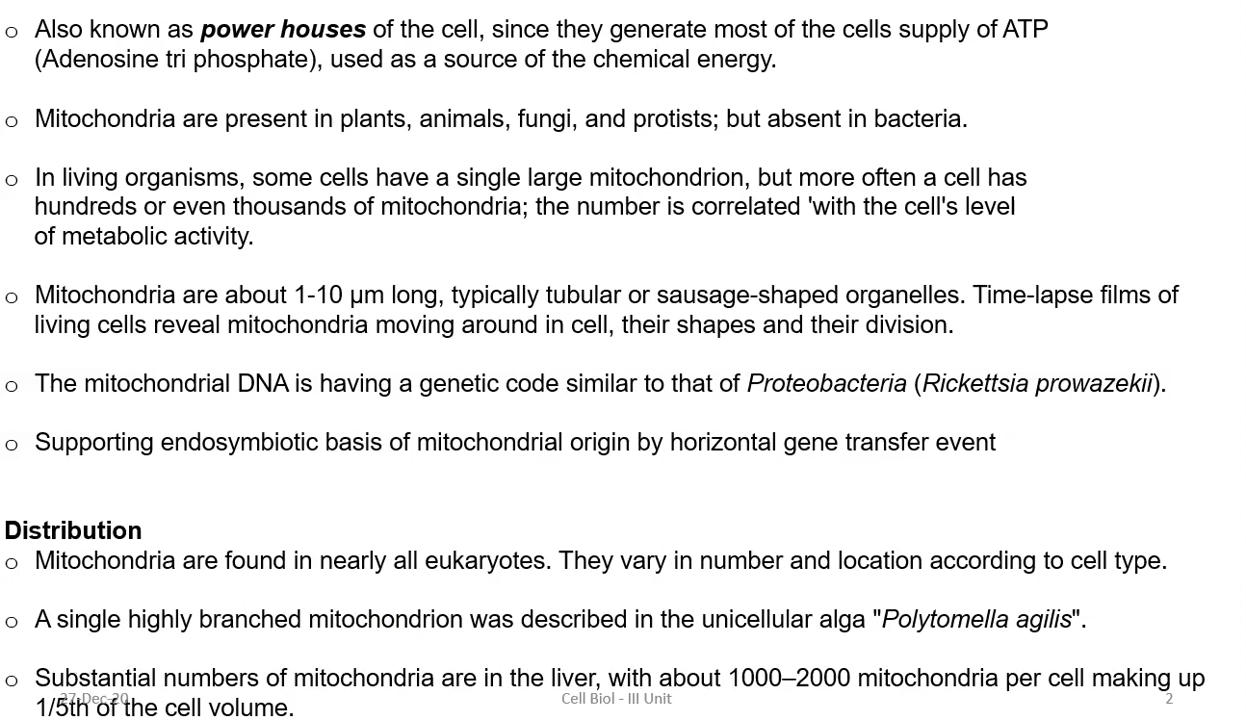 o Also known as power houses of the cell, since they generate most of the cells supply of ATP
(Adenosine tri phosphate), used as a source of the chemical energy.
o Mitochondria are present in plants, animals, fungi, and protists; but absent in bacteria.
o In living organisms, some cells have a single large mitochondrion, but more often a cell has
hundreds or even thousands of mitochondria; the number is correlated 'with the cell's level
of metabolic activity.
o Mitochondria are about 1-10 μm long, typically tubular or sausage-shaped organelles. Time-lapse films of
living cells reveal mitochondria moving around in cell, their shapes and their division.
o The mitochondrial DNA is having a genetic code similar to that of Proteobacteria (Rickettsia prowazekii).
o Supporting endosymbiotic basis of mitochondrial origin by horizontal gene transfer event
Distribution
o Mitochondria are found in nearly all eukaryotes. They vary in number and location according to cell type.
o A single highly branched mitochondrion was described in the unicellular alga "Polytomella agilis".
o Substantial numbers of mitochondria are in the liver, with about 1000–2000 mitochondria per cell making up
1/5th of the cell volume.
27-Dec-20
Cell Biol - III Unit
2